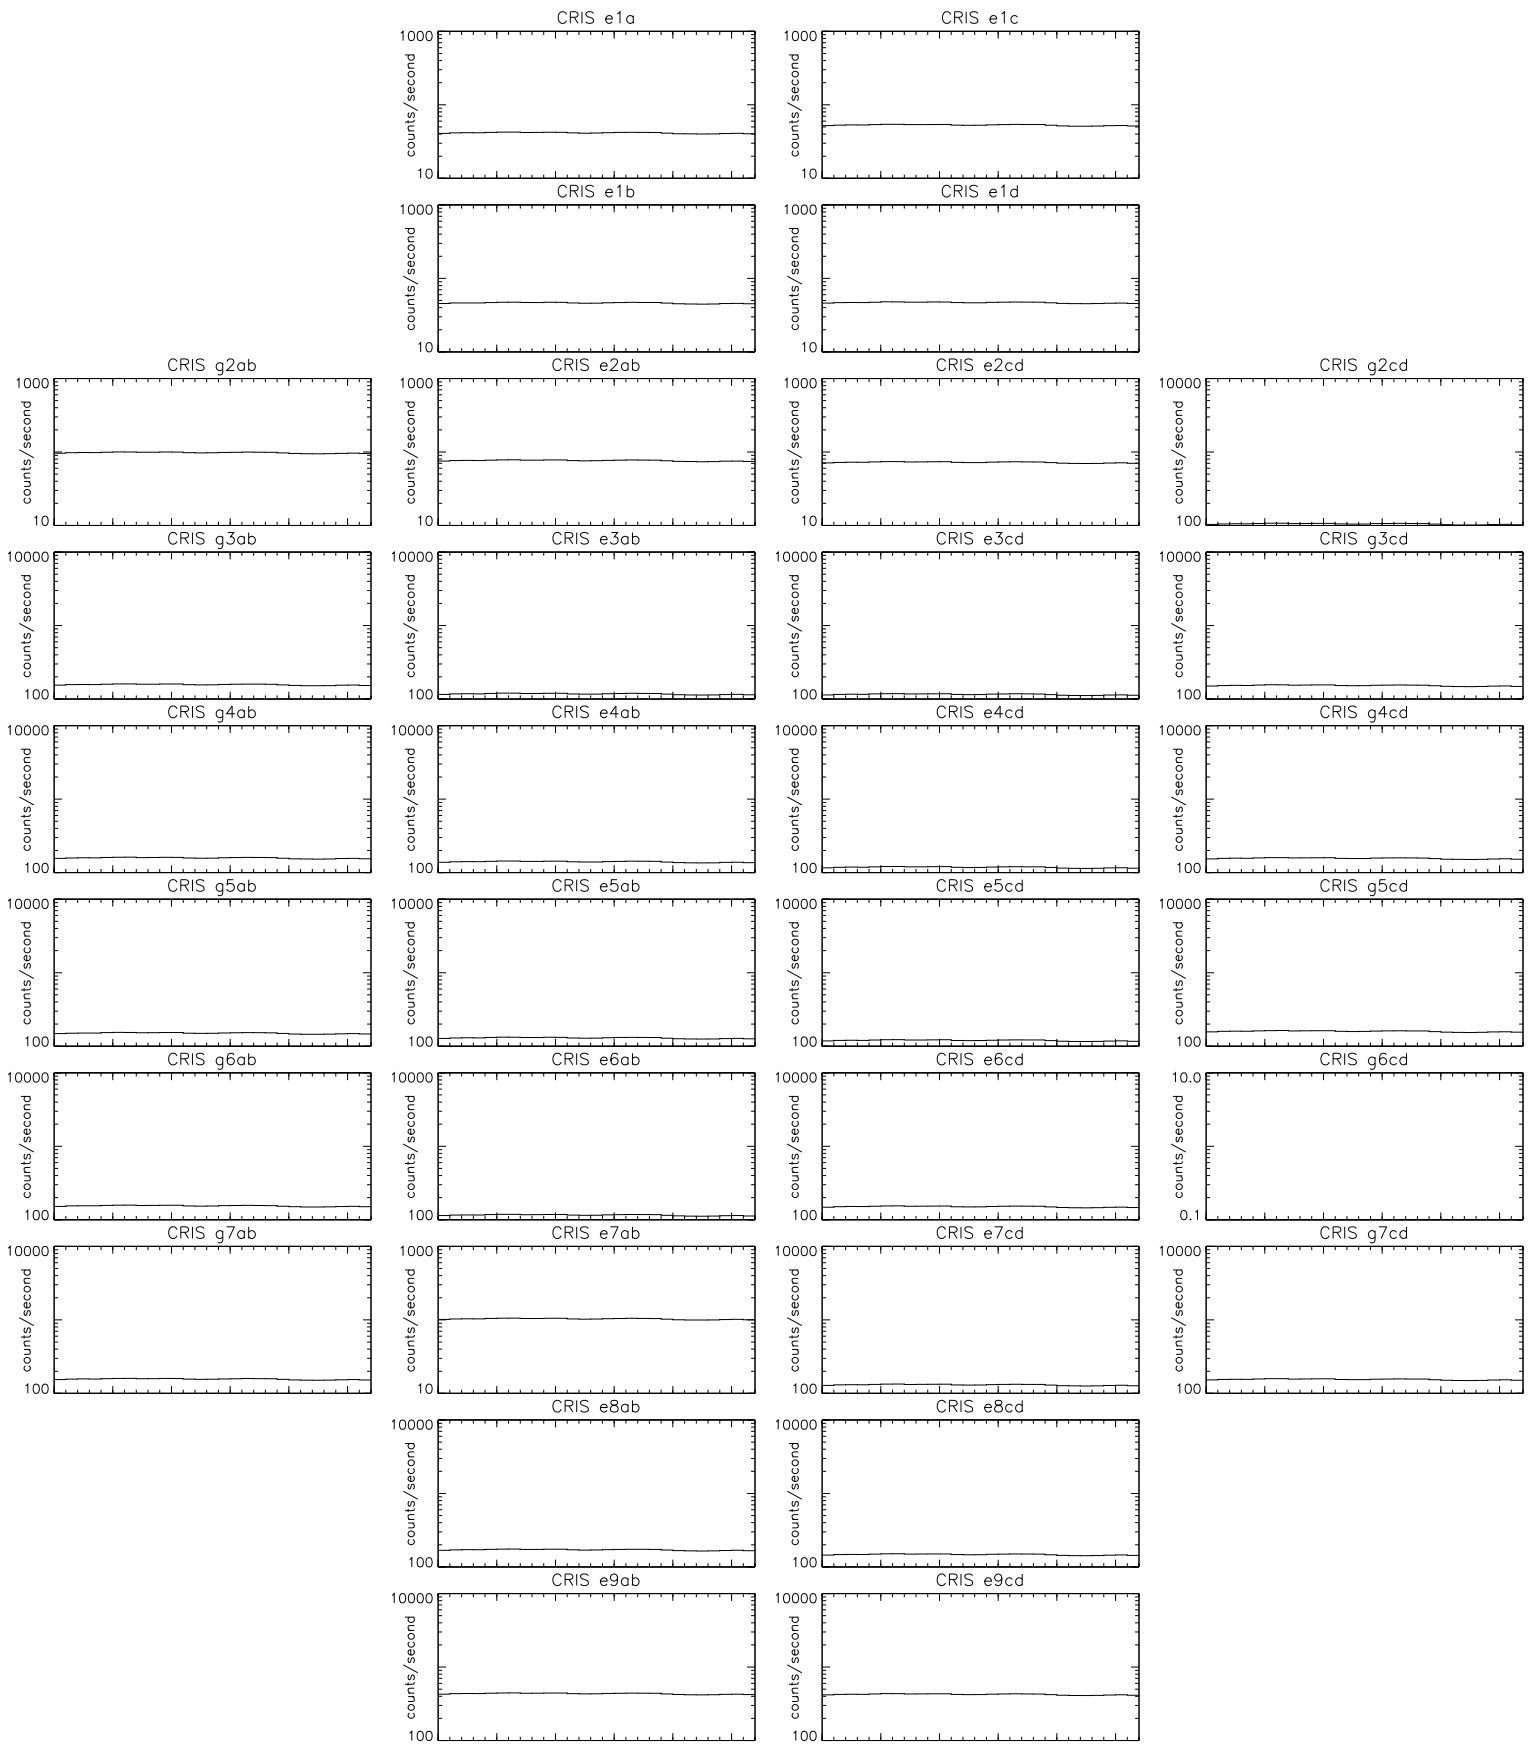 CRIS e1a
CRIS e1c
1000
counts/second
10
1000
counts/second
10
CRIS e1b
CRIS e1d
1000
counts/second
10
1000
counts/second
10
CRIS g2ab
CRIS e2ab
CRIS e2cd
CRIS g2cd
1000
counts/second
10
1000
counts/second
10
1000
counts/second
10
10000
counts/second
100
CRIS g3ab
CRIS e3ab
CRIS e3cd
CRIS g3cd
10000
counts/second
100
10000
counts/second
100
10000
counts/second
100
10000
counts/second
100
CRIS g4ab
CRIS e4ab
CRIS e4cd
CRIS g4cd
10000
counts/second
100
10000
counts/second
100
10000
counts/second
100
10000
counts/second
100
CRIS g5ab
CRIS e5ab
CRIS e5cd
CRIS g5cd
10000
counts/second
100
10000
counts/second
100
10000
counts/second
100
10000
counts/second
100
CRIS g6ab
CRIS e6ab
CRIS e6cd
CRIS g6cd
10000
counts/second
100
10000
counts/second
100
10000
counts/second
100
10.0
counts/second
0.1
CRIS g7ab
CRIS e7ab
CRIS e7cd
CRIS g7cd
10000
counts/second
100
1000
counts/second
10
10000
counts/second
100
10000
counts/second
100
CRIS e8ab
CRIS e8cd
10000
counts/second
100
10000
counts/second
100
CRIS e9ab
CRIS e9cd
10000
counts/second
100
10000
counts/second
100